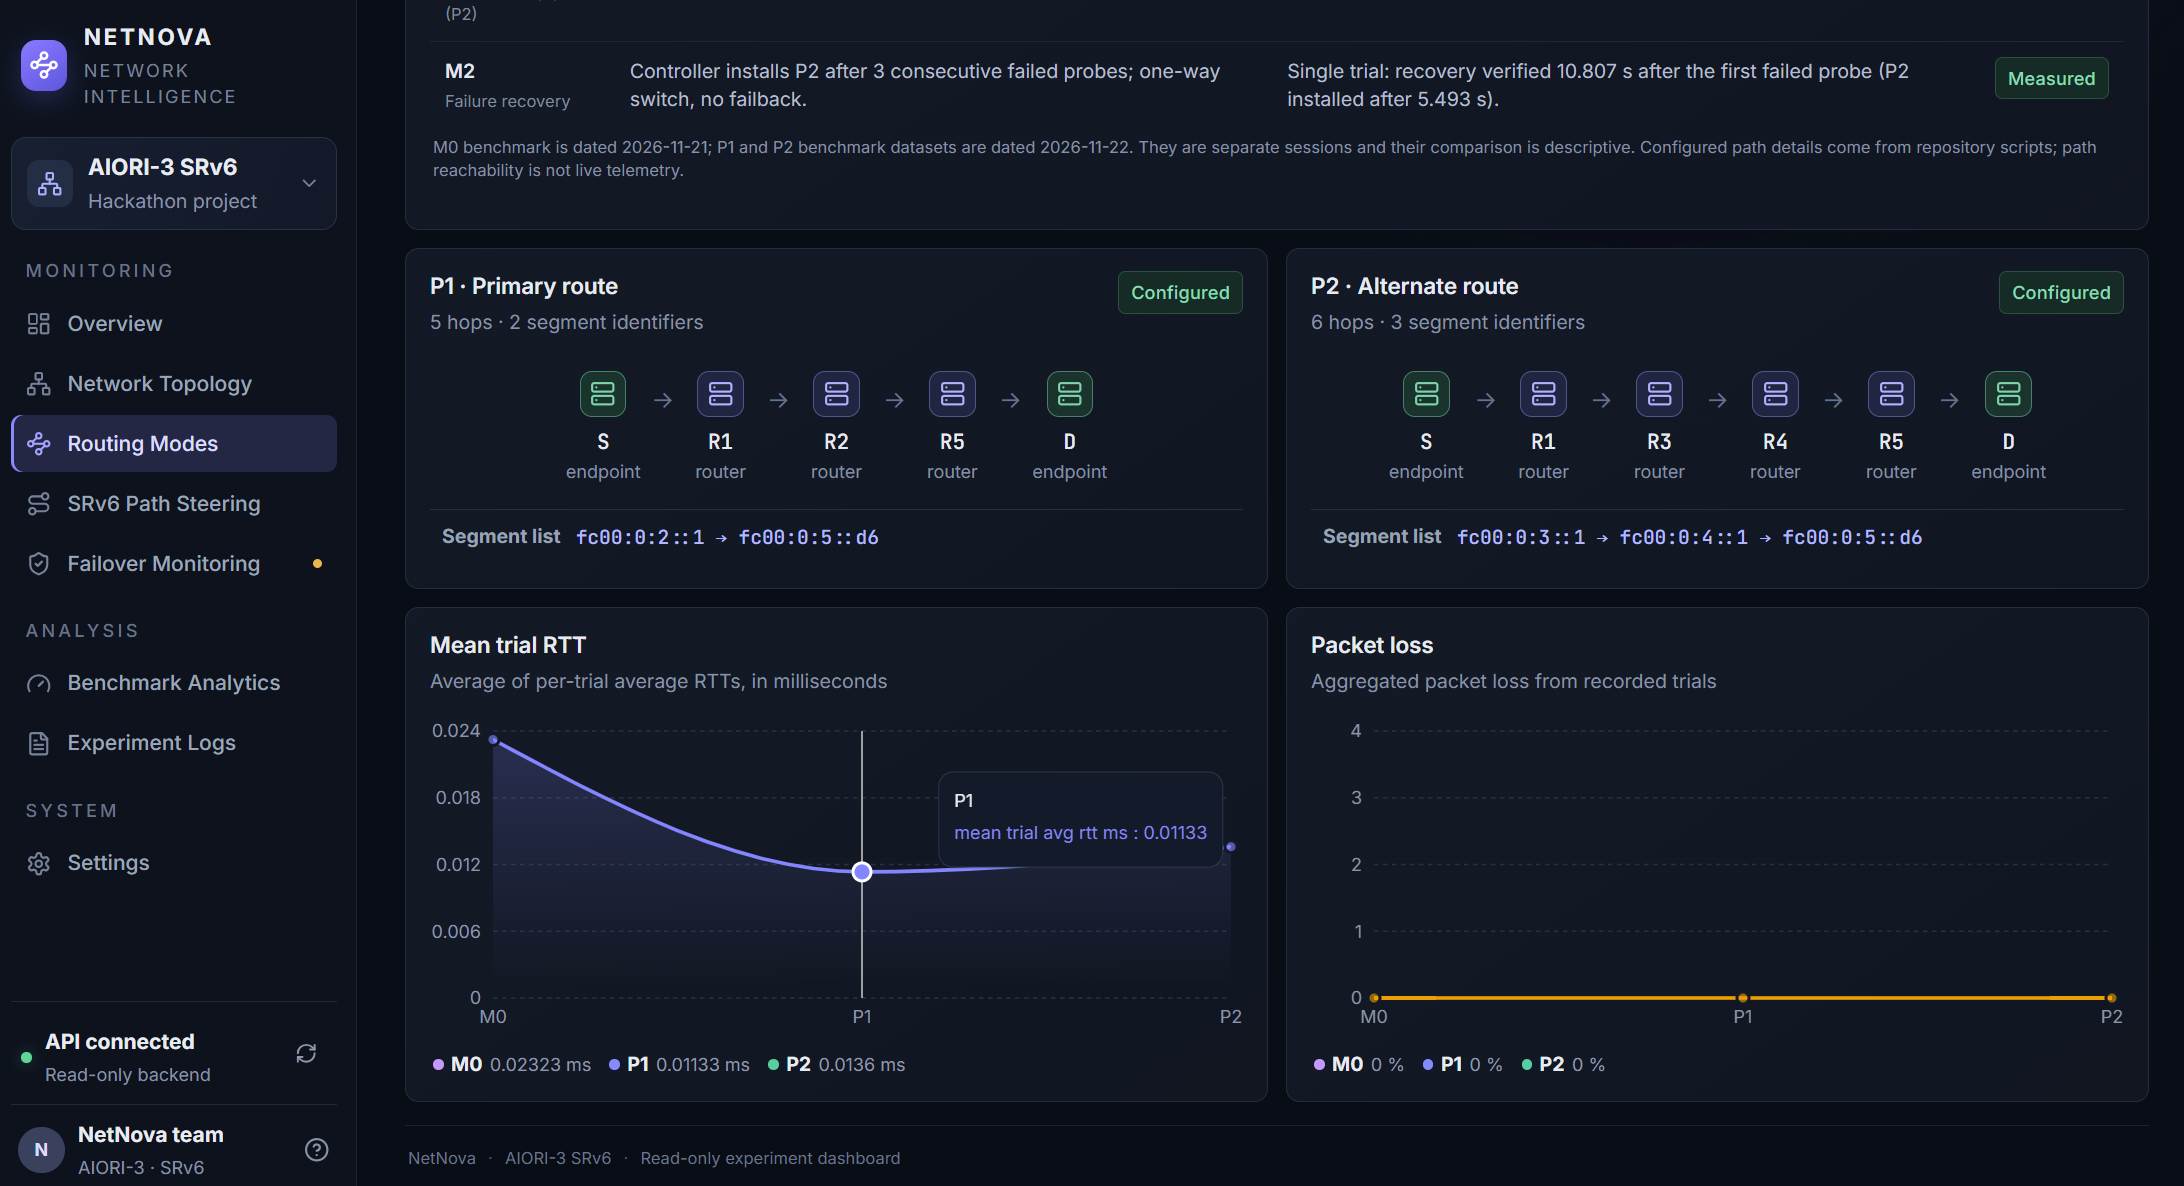 NETNOVA
NETWORK
INTELLIGENCE
AIORI-3 SRv6
Hackathon project
MONITORING
Overview
Network Topology
Routing Modes
SRv6 Path Steering
Failover Monitoring
ANALYSIS
Benchmark Analytics
Experiment Logs
SYSTEM
Settings
API connected
Read-only backend
N
NetNova team
AIORI-3 · SRv6
(P2)
M2
Failure recovery
Controller installs P2 after 3 consecutive failed probes; one-way
switch, no failback.
Single trial: recovery verified 10.807 s after the first failed probe (P2
installed after 5.493 s).
Measured
M0 benchmark is dated 2026-11-21; P1 and P2 benchmark datasets are dated 2026-11-22. They are separate sessions and their comparison is descriptive. Configured path details come from repository scripts; path
reachability is not live telemetry.
P1 · Primary route
Configured
5 hops · 2 segment identifiers
S → R1 → R2 → R5 → D
endpoint router router router endpoint
Segment list fc00:0:2::1 → fc00:0:5::d6
P2 · Alternate route
Configured
6 hops · 3 segment identifiers
S → R1 → R3 → R4 → R5 → D
endpoint router router router router endpoint
Segment list fc00:0:3::1 → fc00:0:4::1 → fc00:0:5::d6
Mean trial RTT
Average of per-trial average RTTs, in milliseconds
0.024
0.018
0.012
0.006
0
M0 P1 P2
P1
mean trial avg rtt ms : 0.01133
M0 0.02323 ms P1 0.01133 ms P2 0.0136 ms
Packet loss
Aggregated packet loss from recorded trials
4
3
2
1
0
M0 P1 P2
M0 0 % P1 0 % P2 0 %
NetNova · AIORI-3 SRv6 · Read-only experiment dashboard